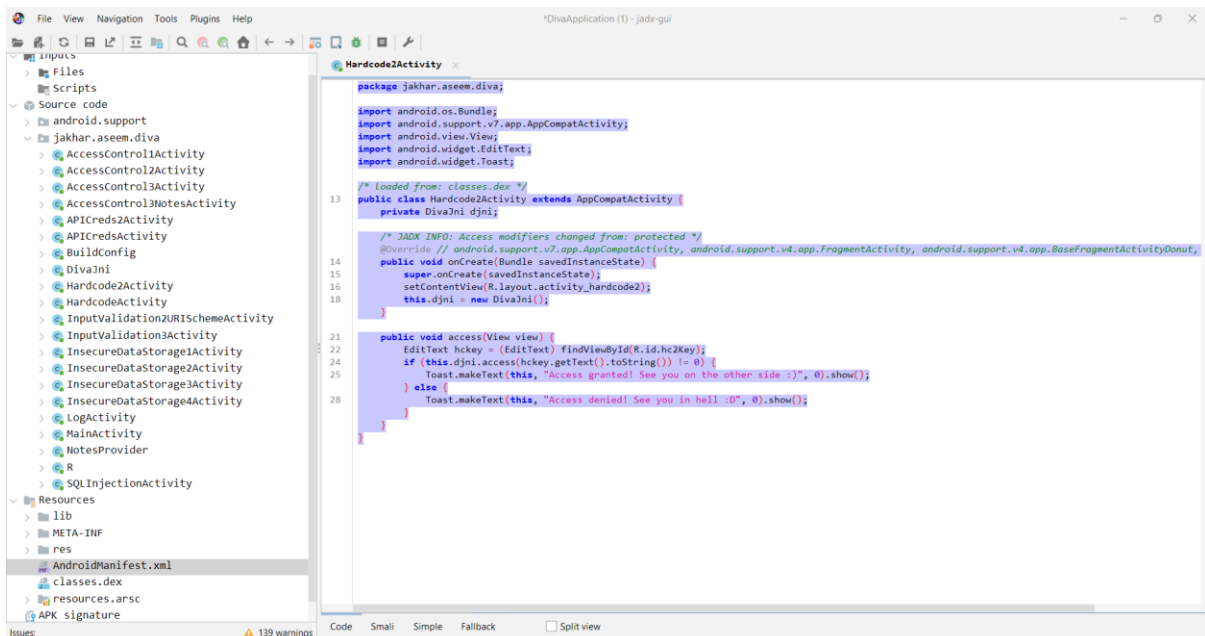 File View Navigation Tools Plugins Help
*DivaApplication (1) - jadx-gui
Inputs
Files
Scripts
Source code
android.support
jakhar.aseem.diva
AccessControl1Activity
AccessControl2Activity
AccessControl3Activity
AccessControl3NotesActivity
APICreds2Activity
APICredsActivity
BuildConfig
DivaJni
Hardcode2Activity
HardcodeActivity
InputValidation2URISchemeActivity
InputValidation3Activity
InsecureDataStorage1Activity
InsecureDataStorage2Activity
InsecureDataStorage3Activity
InsecureDataStorage4Activity
LogActivity
MainActivity
NotesProvider
R
SQLInjectionActivity
Resources
lib
META-INF
res
AndroidManifest.xml
classes.dex
resources.arsc
APK signature
Issues: 139 warnings
Hardcode2Activity
package jakhar.aseem.diva;
import android.os.Bundle;
import android.support.v7.app.AppCompatActivity;
import android.view.View;
import android.widget.EditText;
import android.widget.Toast;
/* loaded from: classes.dex */
13 public class Hardcode2Activity extends AppCompatActivity {
private DivaJni djni;
/* JADX INFO: Access modifiers changed from: protected */
@Override // android.support.v7.app.AppCompatActivity, android.support.v4.app.FragmentActivity, android.support.v4.app.BaseFragmentActivityDonut,
14 public void onCreate(Bundle savedInstanceState) {
15 super.onCreate(savedInstanceState);
16 setContentView(R.layout.activity_hardcode2);
18 this.djni = new DivaJni();
}
21 public void access(View view) {
22 EditText hckey = (EditText) findViewById(R.id.hc2Key);
24 if (this.djni.access(hckey.getText().toString()) != 0) {
25 Toast.makeText(this, "Access granted! See you on the other side :)", 0).show();
} else {
28 Toast.makeText(this, "Access denied! See you in hell :D", 0).show();
}
}
}
Code Smali Simple Fallback Split view